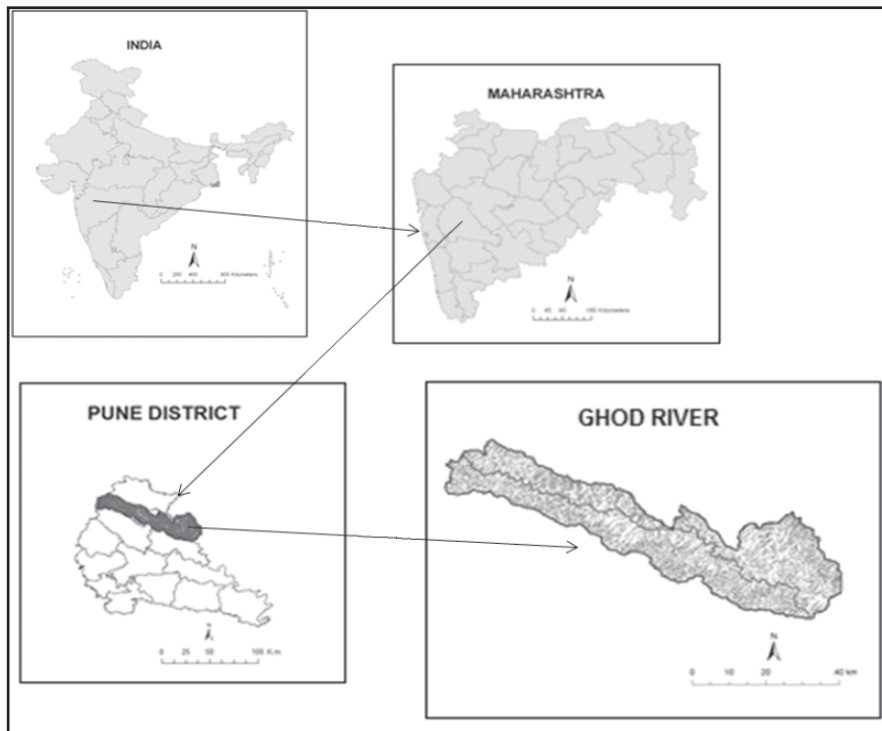 INDIA
N
0 200 400 800 Kilometers
MAHARASHTRA
N
0 45 90 180 Kilometers
PUNE DISTRICT
N
0 25 50 100 K.m.
GHOD RIVER
N
0 10 20 40 km